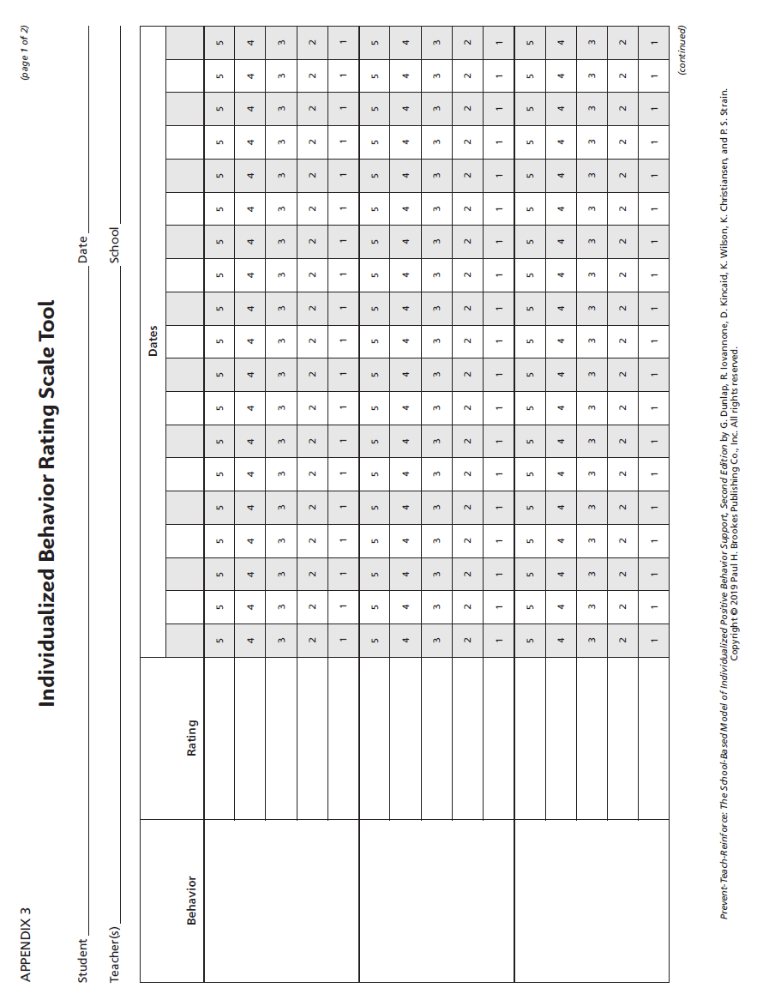 APPENDIX 3
(page 1 of 2)
Individualized Behavior Rating Scale Tool
Student Date
Teacher(s) School
Dates
Behavior Rating
5 5 5 5 5 5 5 5 5 5 5 5 5 5 5 5 5 5 5
4 4 4 4 4 4 4 4 4 4 4 4 4 4 4 4 4 4 4
3 3 3 3 3 3 3 3 3 3 3 3 3 3 3 3 3 3 3
2 2 2 2 2 2 2 2 2 2 2 2 2 2 2 2 2 2 2
1 1 1 1 1 1 1 1 1 1 1 1 1 1 1 1 1 1 1
5 5 5 5 5 5 5 5 5 5 5 5 5 5 5 5 5 5 5
4 4 4 4 4 4 4 4 4 4 4 4 4 4 4 4 4 4 4
3 3 3 3 3 3 3 3 3 3 3 3 3 3 3 3 3 3 3
2 2 2 2 2 2 2 2 2 2 2 2 2 2 2 2 2 2 2
1 1 1 1 1 1 1 1 1 1 1 1 1 1 1 1 1 1 1
5 5 5 5 5 5 5 5 5 5 5 5 5 5 5 5 5 5 5
4 4 4 4 4 4 4 4 4 4 4 4 4 4 4 4 4 4 4
3 3 3 3 3 3 3 3 3 3 3 3 3 3 3 3 3 3 3
2 2 2 2 2 2 2 2 2 2 2 2 2 2 2 2 2 2 2
1 1 1 1 1 1 1 1 1 1 1 1 1 1 1 1 1 1 1
(continued)
Prevent-Teach-Reinforce: The School-Based Model of Individualized Positive Behavior Support, Second Edition by G. Dunlap, R. Iovannone, D. Kincaid, K. Wilson, K. Christiansen, and P. S. Strain.
Copyright © 2019 Paul H. Brookes Publishing Co., Inc. All rights reserved.